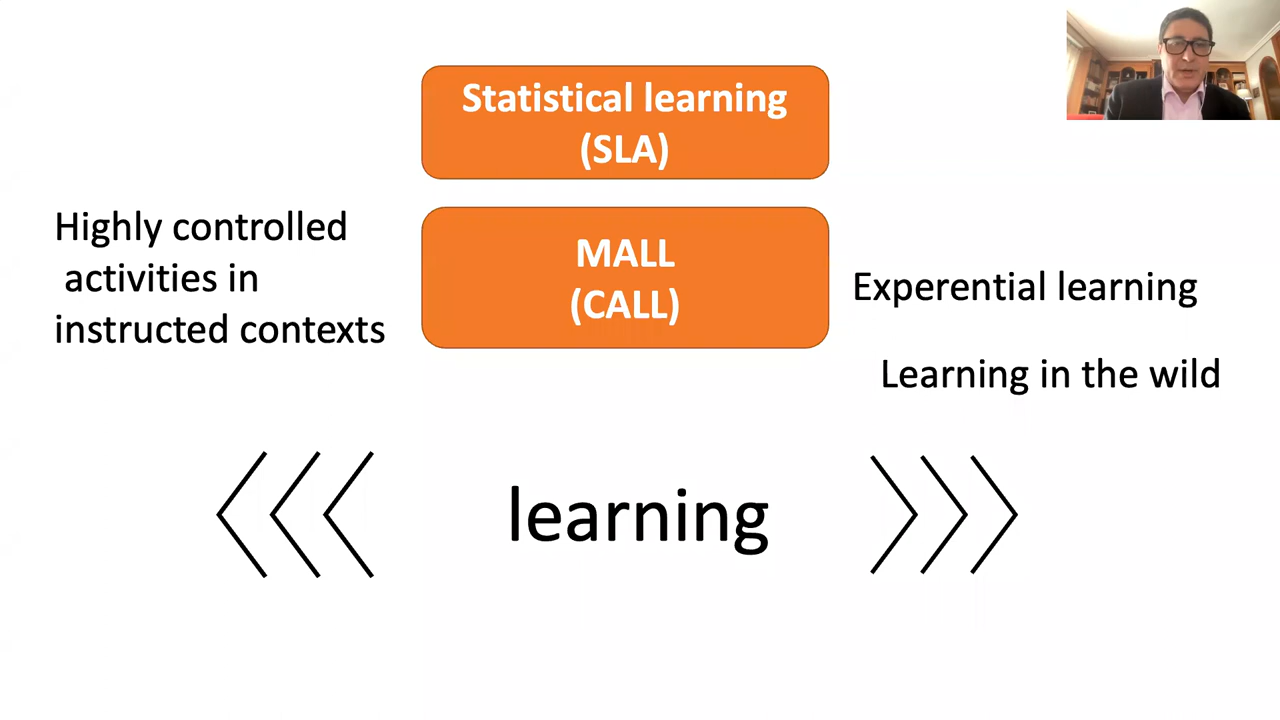 Statistical learning
(SLA)
Highly controlled
activities in
instructed contexts
MALL
(CALL)
Experential learning
Learning in the wild
learning